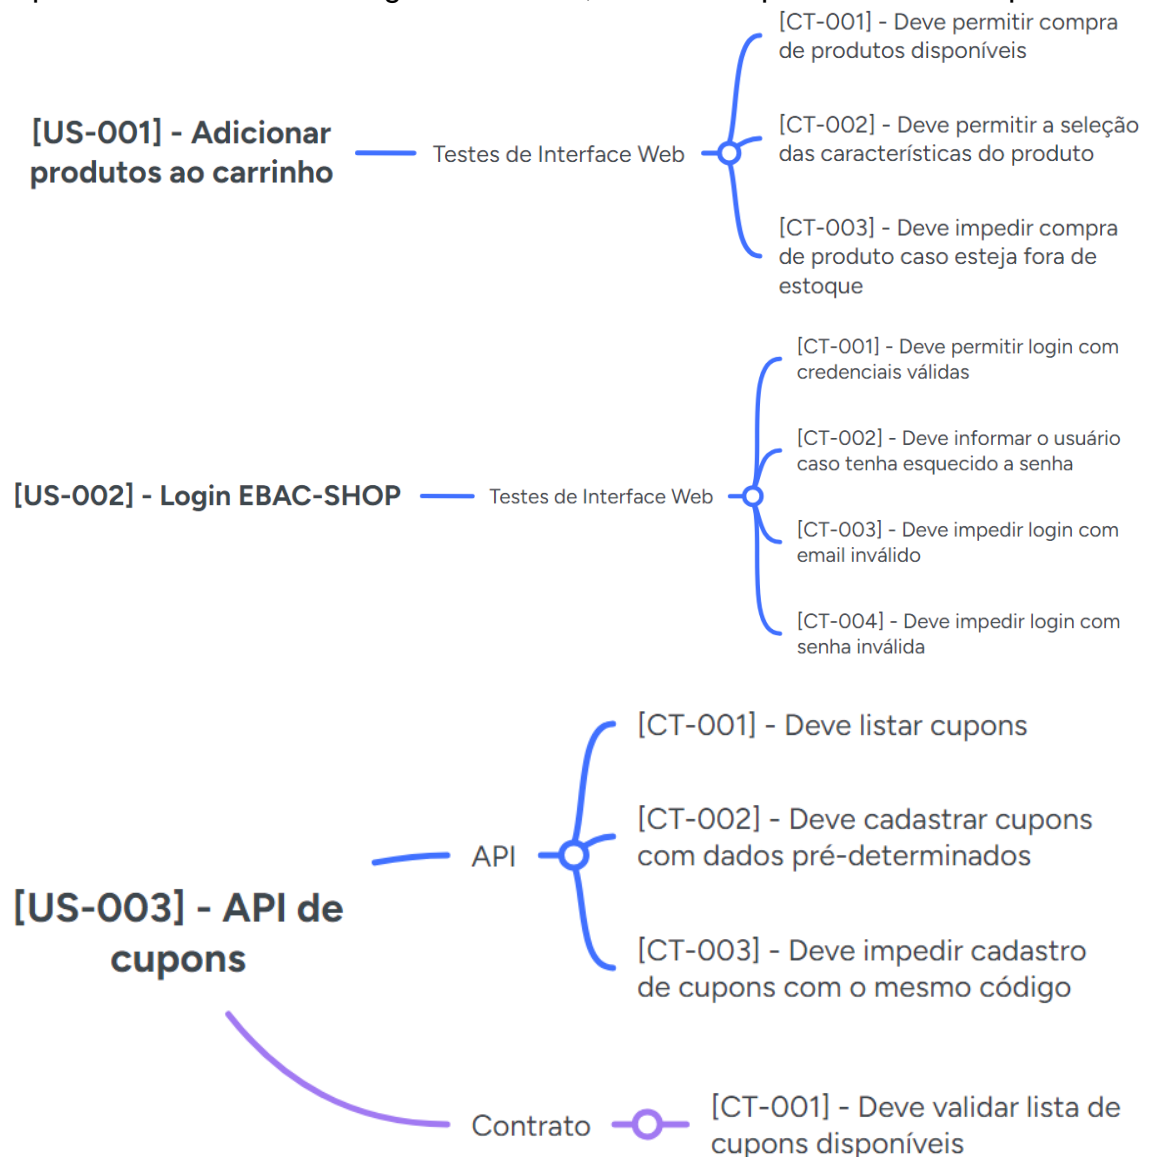 [CT-001] - Deve permitir compra
de produtos disponíveis
[US-001] - Adicionar
produtos ao carrinho
Testes de Interface Web
[CT-002] - Deve permitir a seleção
das características do produto
[CT-003] - Deve impedir compra
de produto caso esteja fora de
estoque
[CT-001] - Deve permitir login com
credenciais válidas
[CT-002] - Deve informar o usuário
caso tenha esquecido a senha
[US-002] - Login EBAC-SHOP
Testes de Interface Web
[CT-003] - Deve impedir login com
email inválido
[CT-004] - Deve impedir login com
senha inválida
[CT-001] - Deve listar cupons
[CT-002] - Deve cadastrar cupons
com dados pré-determinados
API
[US-003] - API de
cupons
[CT-003] - Deve impedir cadastro
de cupons com o mesmo código
Contrato
[CT-001] - Deve validar lista de
cupons disponíveis